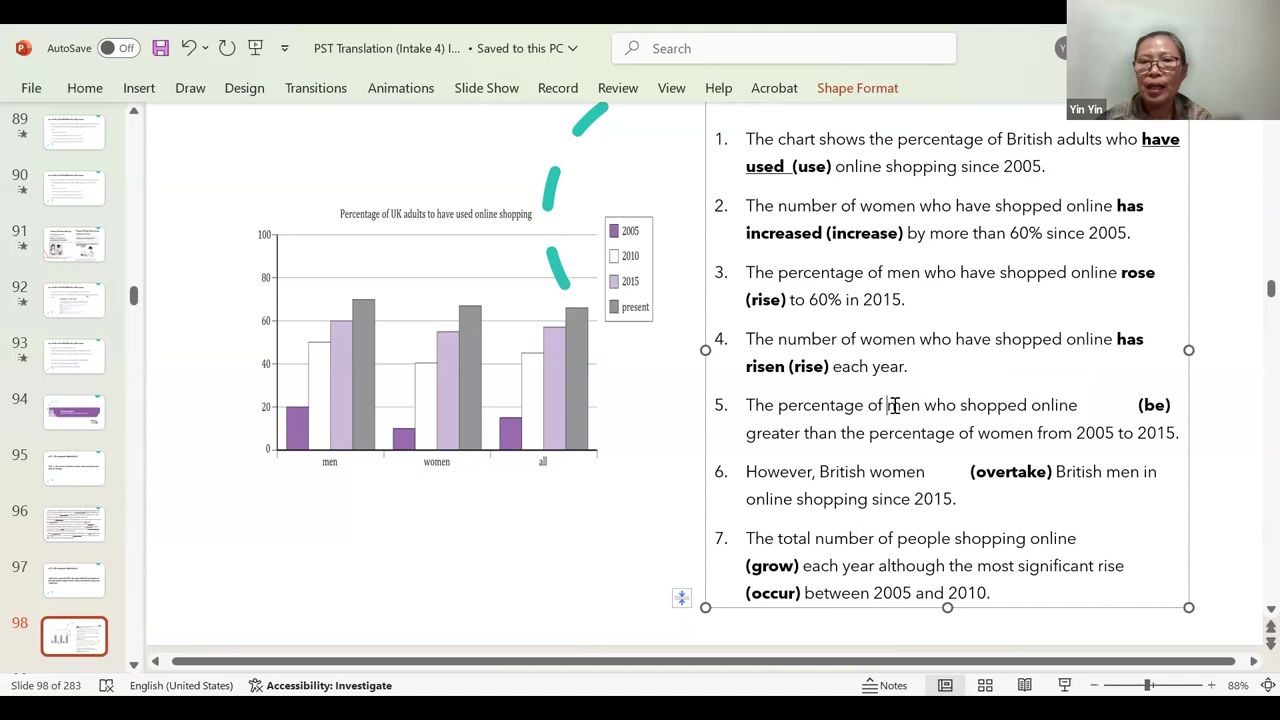 AutoSave Off PST Translation (Intake 4) I... • Saved to this PC Search
Yin Yin
File Home Insert Draw Design Transitions Animations Slide Show Record Review View Help Acrobat Shape Format
89
90
91
92
93
94
95
96
97
98
Percentage of UK adults to have used online shopping
100
80
60
40
20
0
men women all
2005
2010
2015
present
1. The chart shows the percentage of British adults who have
used (use) online shopping since 2005.
2. The number of women who have shopped online has
increased (increase) by more than 60% since 2005.
3. The percentage of men who have shopped online rose
(rise) to 60% in 2015.
4. The number of women who have shopped online has
risen (rise) each year.
5. The percentage of men who shopped online (be)
greater than the percentage of women from 2005 to 2015.
6. However, British women (overtake) British men in
online shopping since 2015.
7. The total number of people shopping online
(grow) each year although the most significant rise
(occur) between 2005 and 2010.
Slide 98 of 283 English (United States) Accessibility: Investigate Notes 88%